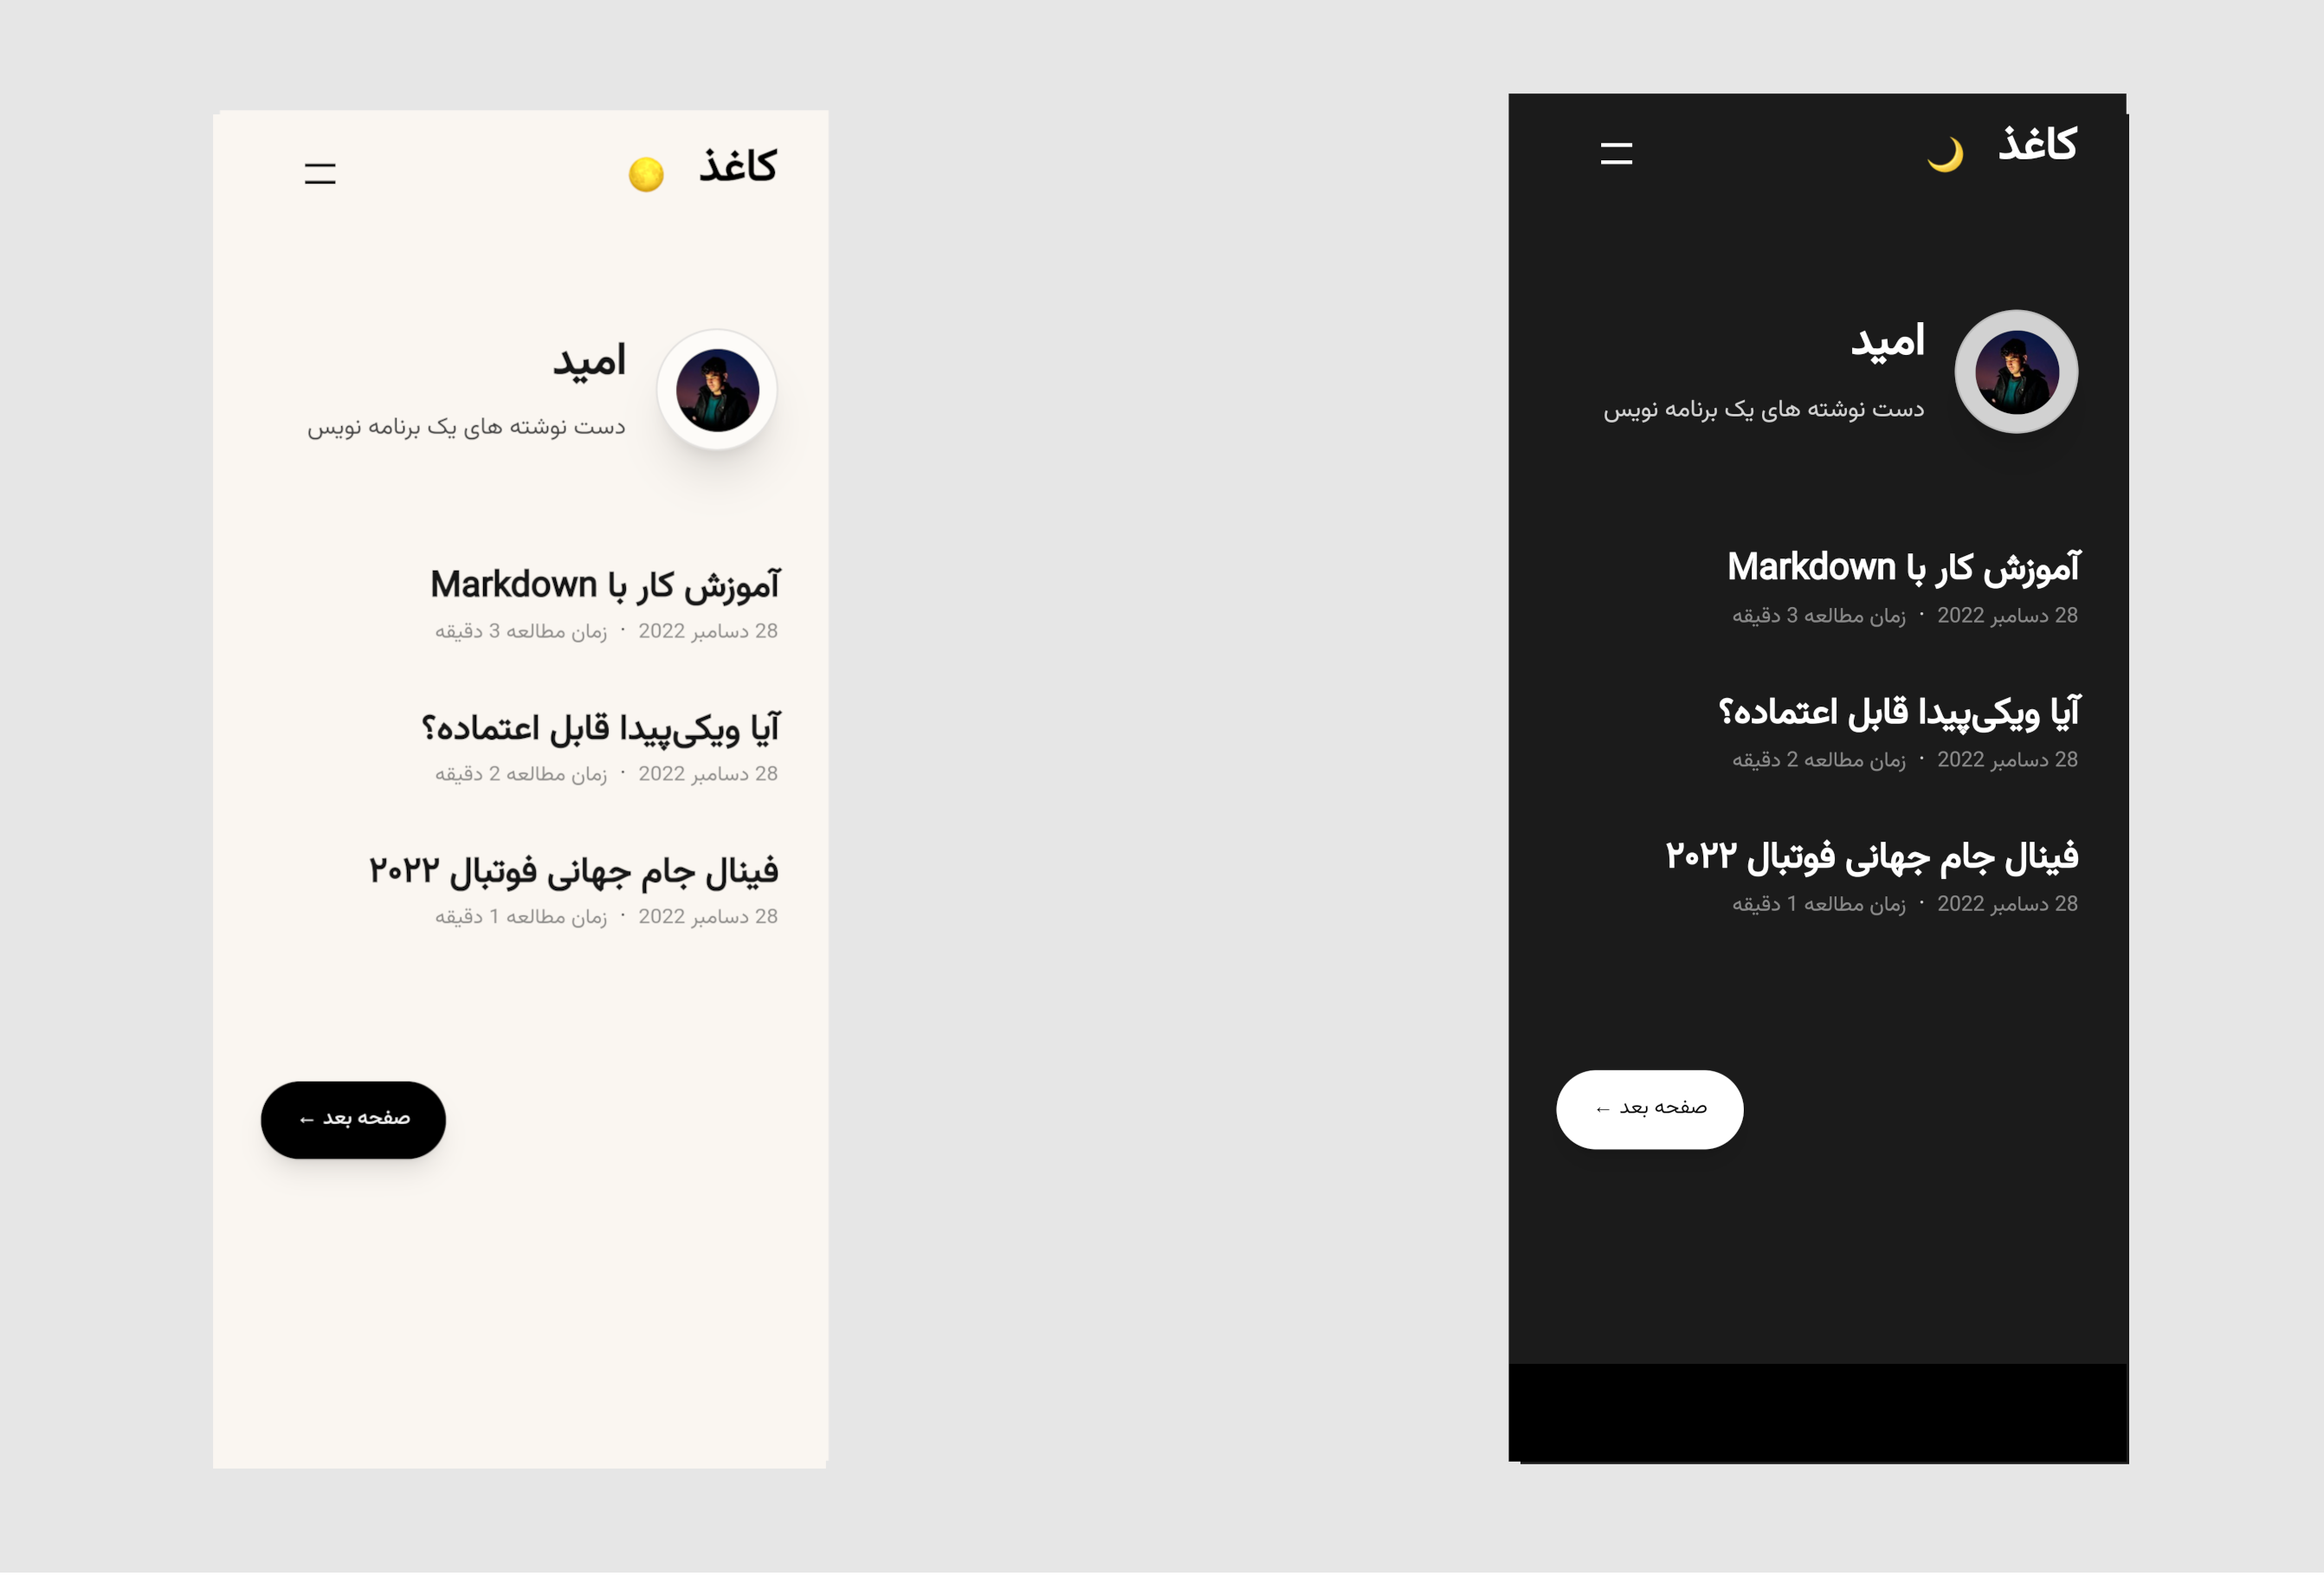 کاغذ
امید
دست نوشته های یک برنامه نویس
آموزش کار با Markdown
28 دسامبر 2022 · زمان مطالعه 3 دقیقه
آیا ویکی‌پیدا قابل اعتماده؟
28 دسامبر 2022 · زمان مطالعه 2 دقیقه
فینال جام جهانی فوتبال ۲۰۲۲
28 دسامبر 2022 · زمان مطالعه 1 دقیقه
صفحه بعد ←
کاغذ
امید
دست نوشته های یک برنامه نویس
آموزش کار با Markdown
28 دسامبر 2022 · زمان مطالعه 3 دقیقه
آیا ویکی‌پیدا قابل اعتماده؟
28 دسامبر 2022 · زمان مطالعه 2 دقیقه
فینال جام جهانی فوتبال ۲۰۲۲
28 دسامبر 2022 · زمان مطالعه 1 دقیقه
صفحه بعد ←